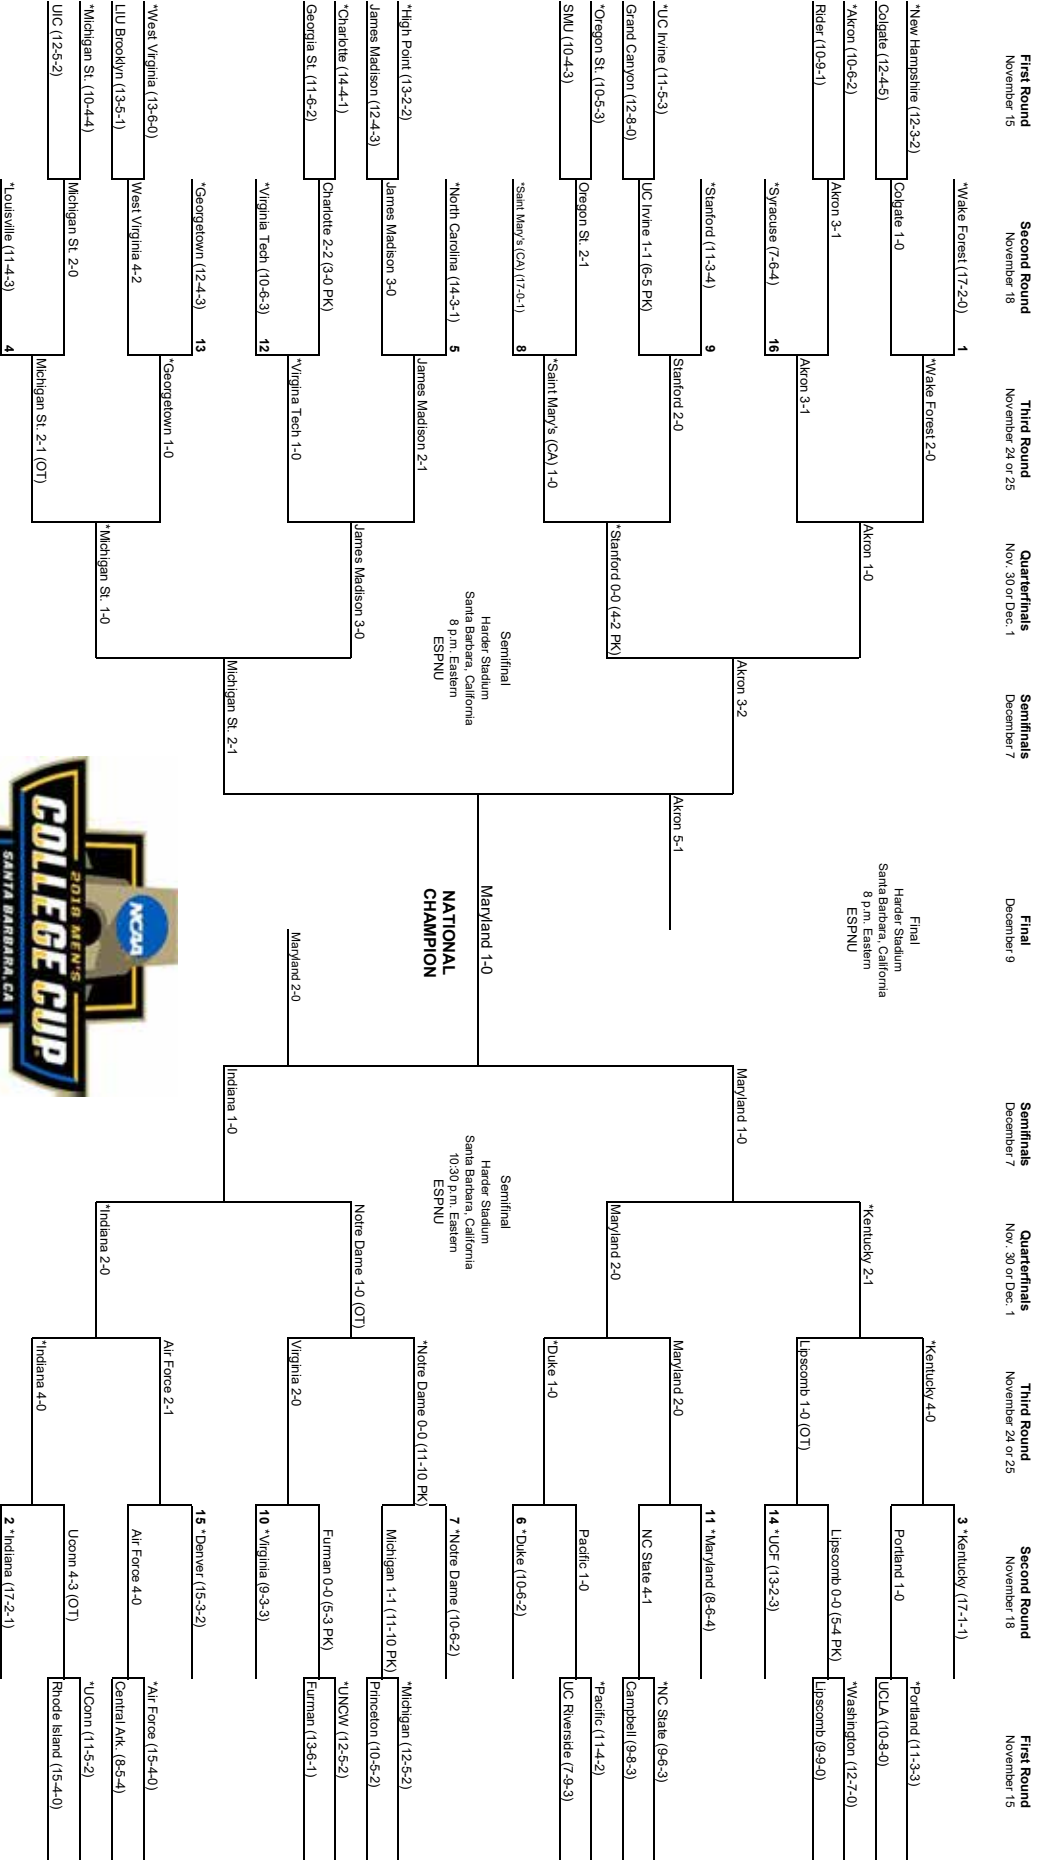 First Round
November 15
Second Round
November 18
Third Round
November 24 or 25
Quarterfinals
Nov. 30 or Dec. 1
Semifinals
December 7
Final
December 9
Semifinals
December 7
Quarterfinals
Nov. 30 or Dec. 1
Third Round
November 24 or 25
Second Round
November 18
First Round
November 15
*New Hampshire (12-3-2)
Colgate (12-4-5)
*Akron (10-6-2)
Rider (10-9-1)
*UC Irvine (11-5-3)
Grand Canyon (12-8-0)
*Oregon St. (10-5-3)
SMU (10-4-3)
*High Point (13-2-2)
James Madison (12-4-3)
*Charlotte (14-4-1)
Georgia St. (11-6-2)
*West Virginia (13-6-0)
LIU Brooklyn (13-5-1)
*Michigan St. (10-4-4)
UIC (12-5-2)
*Wake Forest (17-2-0) 1
Colgate 1-0
Akron 3-1
*Syracuse (7-6-4) 16
*Stanford (11-3-4) 9
UC Irvine 1-1 (6-5 PK)
Oregon St. 2-1
*Saint Mary's (CA) (17-0-1) 8
*North Carolina (14-3-1) 5
James Madison 3-0
Charlotte 2-2 (3-0 PK)
*Virginia Tech (10-6-3) 12
*Georgetown (12-4-3) 13
West Virginia 4-2
Michigan St. 2-0
*Louisville (11-4-3) 4
*Wake Forest 2-0
Akron 3-1
Stanford 2-0
*Saint Mary's (CA) 1-0
James Madison 2-1
*Virgina Tech 1-0
*Georgetown 1-0
Michigan St. 2-1 (OT)
Akron 1-0
*Stanford 0-0 (4-2 PK)
James Madison 3-0
*Michigan St. 1-0
Semifinal
Harder Stadium
Santa Barbara, California
8 p.m. Eastern
ESPNU
Akron 3-2
Michigan St. 2-1
Akron 5-1
Final
Harder Stadium
Santa Barbara, California
8 p.m. Eastern
ESPNU
Maryland 1-0
NATIONAL
CHAMPION
Maryland 2-0
NCAA
2018 MEN'S
COLLEGE CUP
SANTA BARBARA, CA
Maryland 1-0
Indiana 1-0
Semifinal
Harder Stadium
Santa Barbara, California
10:30 p.m. Eastern
ESPNU
*Kentucky 2-1
Maryland 2-0
Notre Dame 1-0 (OT)
*Indiana 2-0
*Kentucky 4-0
Lipscomb 1-0 (OT)
Maryland 2-0
*Duke 1-0
*Notre Dame 0-0 (11-10 PK)
Virginia 2-0
Air Force 2-1
*Indiana 4-0
3 *Kentucky (17-1-1)
Portland 1-0
Lipscomb 0-0 (5-4 PK)
14 *UCF (13-2-3)
11 *Maryland (8-6-4)
NC State 4-1
Pacific 1-0
6 *Duke (10-6-2)
7 *Notre Dame (10-6-2)
Michigan 1-1 (11-10 PK)
Furman 0-0 (5-3 PK)
10 *Virginia (9-3-3)
15 *Denver (15-3-2)
Air Force 4-0
Uconn 4-3 (OT)
2 *Indiana (17-2-1)
*Portland (11-3-3)
UCLA (10-8-0)
*Washington (12-7-0)
Lipscomb (9-9-0)
*NC State (9-6-3)
Campbell (9-8-3)
*Pacific (11-4-2)
UC Riverside (7-9-3)
*Michigan (12-5-2)
Princeton (10-5-2)
*UNCW (12-5-2)
Furman (13-6-1)
*Air Force (15-4-0)
Central Ark. (8-5-4)
*UConn (11-5-2)
Rhode Island (15-4-0)